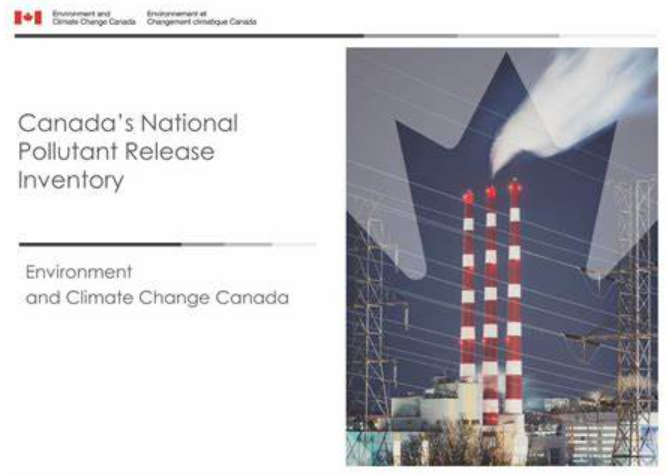 Environment and
Climate Change Canada
Environnement et
Changement climatique Canada
Canada's National
Pollutant Release
Inventory
Environment
and Climate Change Canada